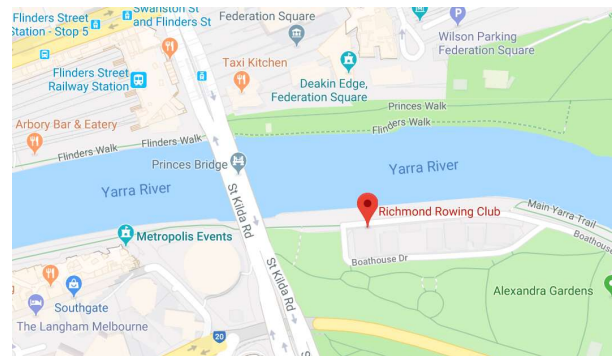 Flinders Street
Station - Stop 5
Swanston St
and Flinders St
Federation Square
Wilson Parking
Federation Square
Flinders Street
Railway Station
Taxi Kitchen
Deakin Edge,
Federation Square
Princes Walk
Arbory Bar & Eatery
Flinders Walk
Flinders Walk
Flinders Walk
Princes Bridge
Yarra River
Yarra River
St Kilda Rd
Richmond Rowing Club
Main Yarra Trail
Boathouse
Metropolis Events
St Kilda Rd
Boathouse Dr
Southgate
Alexandra Gardens
The Langham Melbourne
20